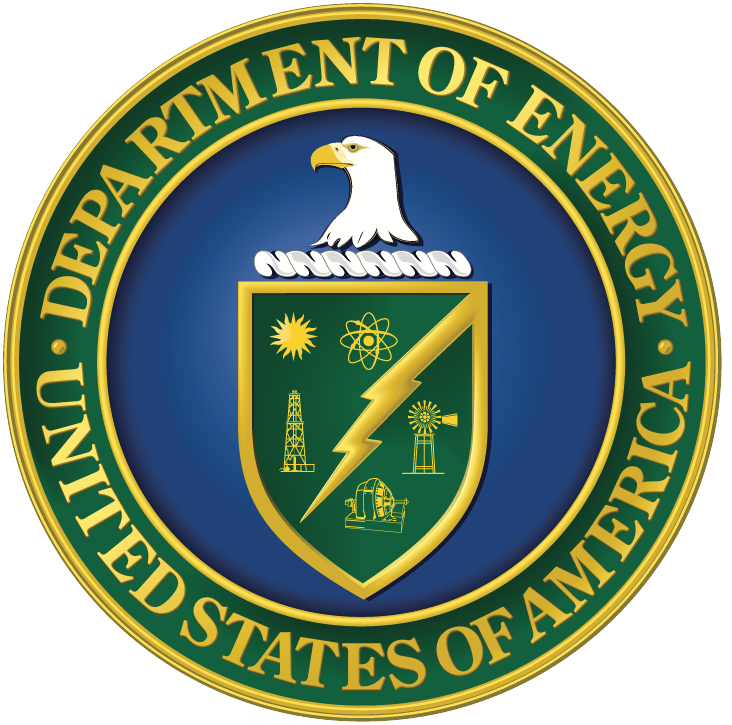 DEPARTMENT OF ENERGY
UNITED STATES OF AMERICA